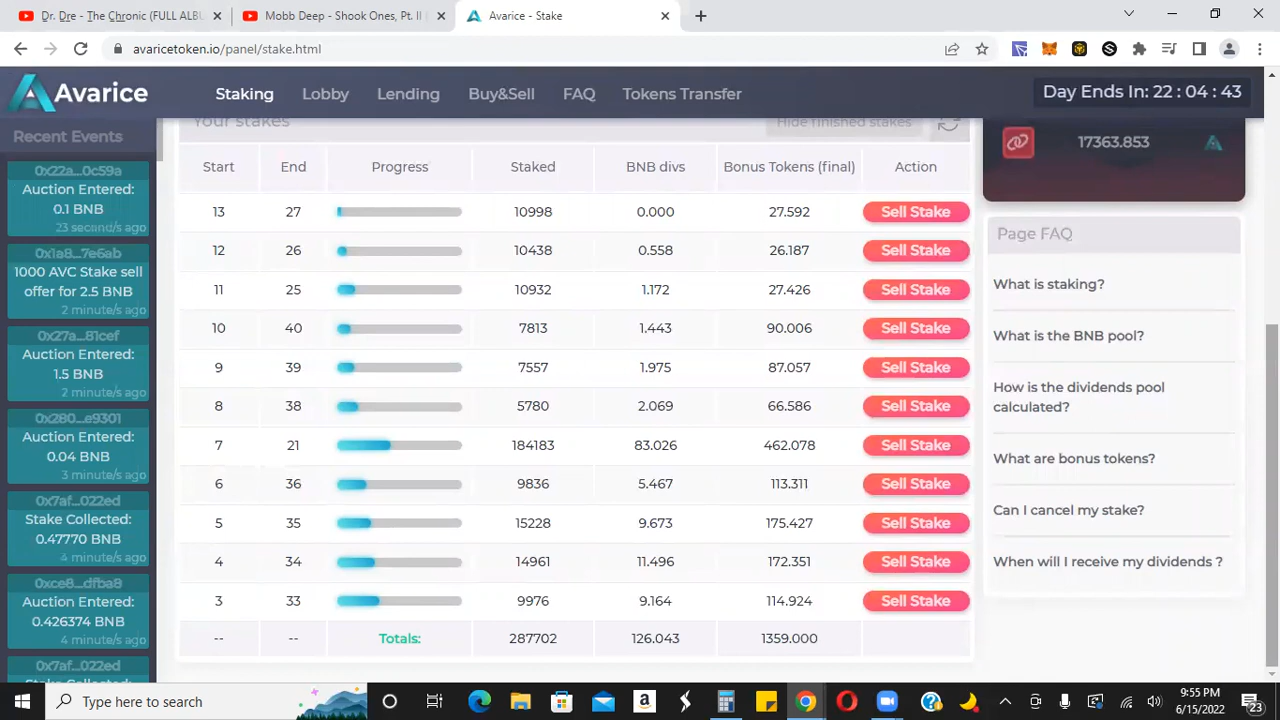 Dr. Dre - The Chronic (FULL ALBU
Mobb Deep - Shook Ones, Pt. II
Avarice - Stake
avaricetoken.io/panel/stake.html
Avarice
Staking
Lobby
Lending
Buy&Sell
FAQ
Tokens Transfer
Day Ends In: 22 : 04 : 43
Recent Events
0x22a...0c59a
Auction Entered:
0.1 BNB
23 second/s ago
0x1a8...7e6ab
1000 AVC Stake sell
offer for 2.5 BNB
2 minute/s ago
0x27a...81cef
Auction Entered:
1.5 BNB
2 minute/s ago
0x280...e9301
Auction Entered:
0.04 BNB
3 minute/s ago
0x7af...022ed
Stake Collected:
0.47770 BNB
4 minute/s ago
0xce8...dfba8
Auction Entered:
0.426374 BNB
4 minute/s ago
0x7af...022ed
Stake Collected:
Your stakes
Hide finished stakes
Start End Progress Staked BNB divs Bonus Tokens (final) Action
13 27 10998 0.000 27.592 Sell Stake
12 26 10438 0.558 26.187 Sell Stake
11 25 10932 1.172 27.426 Sell Stake
10 40 7813 1.443 90.006 Sell Stake
9 39 7557 1.975 87.057 Sell Stake
8 38 5780 2.069 66.586 Sell Stake
7 21 184183 83.026 462.078 Sell Stake
6 36 9836 5.467 113.311 Sell Stake
5 35 15228 9.673 175.427 Sell Stake
4 34 14961 11.496 172.351 Sell Stake
3 33 9976 9.164 114.924 Sell Stake
-- -- Totals: 287702 126.043 1359.000
17363.853
Page FAQ
What is staking?
What is the BNB pool?
How is the dividends pool
calculated?
What are bonus tokens?
Can I cancel my stake?
When will I receive my dividends ?
Type here to search
9:55 PM
6/15/2022
23